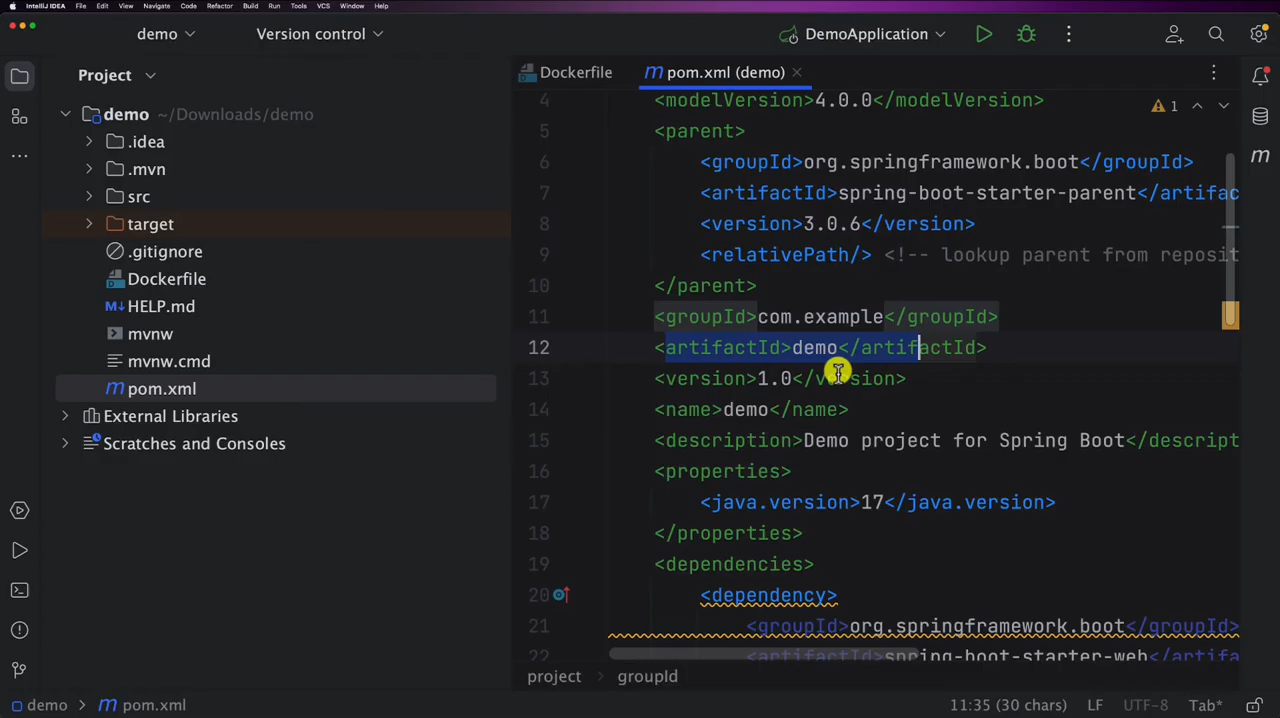 IntelliJ IDEA File Edit View Navigate Code Refactor Build Run Tools VCS Window Help
demo Version control DemoApplication
Project
demo ~/Downloads/demo
.idea
.mvn
src
target
.gitignore
Dockerfile
M↓ HELP.md
mvnw
mvnw.cmd
m pom.xml
External Libraries
Scratches and Consoles
Dockerfile m pom.xml (demo)
1
4 <modelVersion>4.0.0</modelVersion>
5 <parent>
6 <groupId>org.springframework.boot</groupId>
7 <artifactId>spring-boot-starter-parent</artifac
8 <version>3.0.6</version>
9 <relativePath/> <!-- lookup parent from reposit
10 </parent>
11 <groupId>com.example</groupId>
12 <artifactId>demo</artifactId>
13 <version>1.0</version>
14 <name>demo</name>
15 <description>Demo project for Spring Boot</descript
16 <properties>
17 <java.version>17</java.version>
18 </properties>
19 <dependencies>
20 <dependency>
21 <groupId>org.springframework.boot</groupId>
22 <artifactId>spring-boot-starter-web</artifa
m
project > groupId
demo > m pom.xml 11:35 (30 chars) LF UTF-8 Tab*